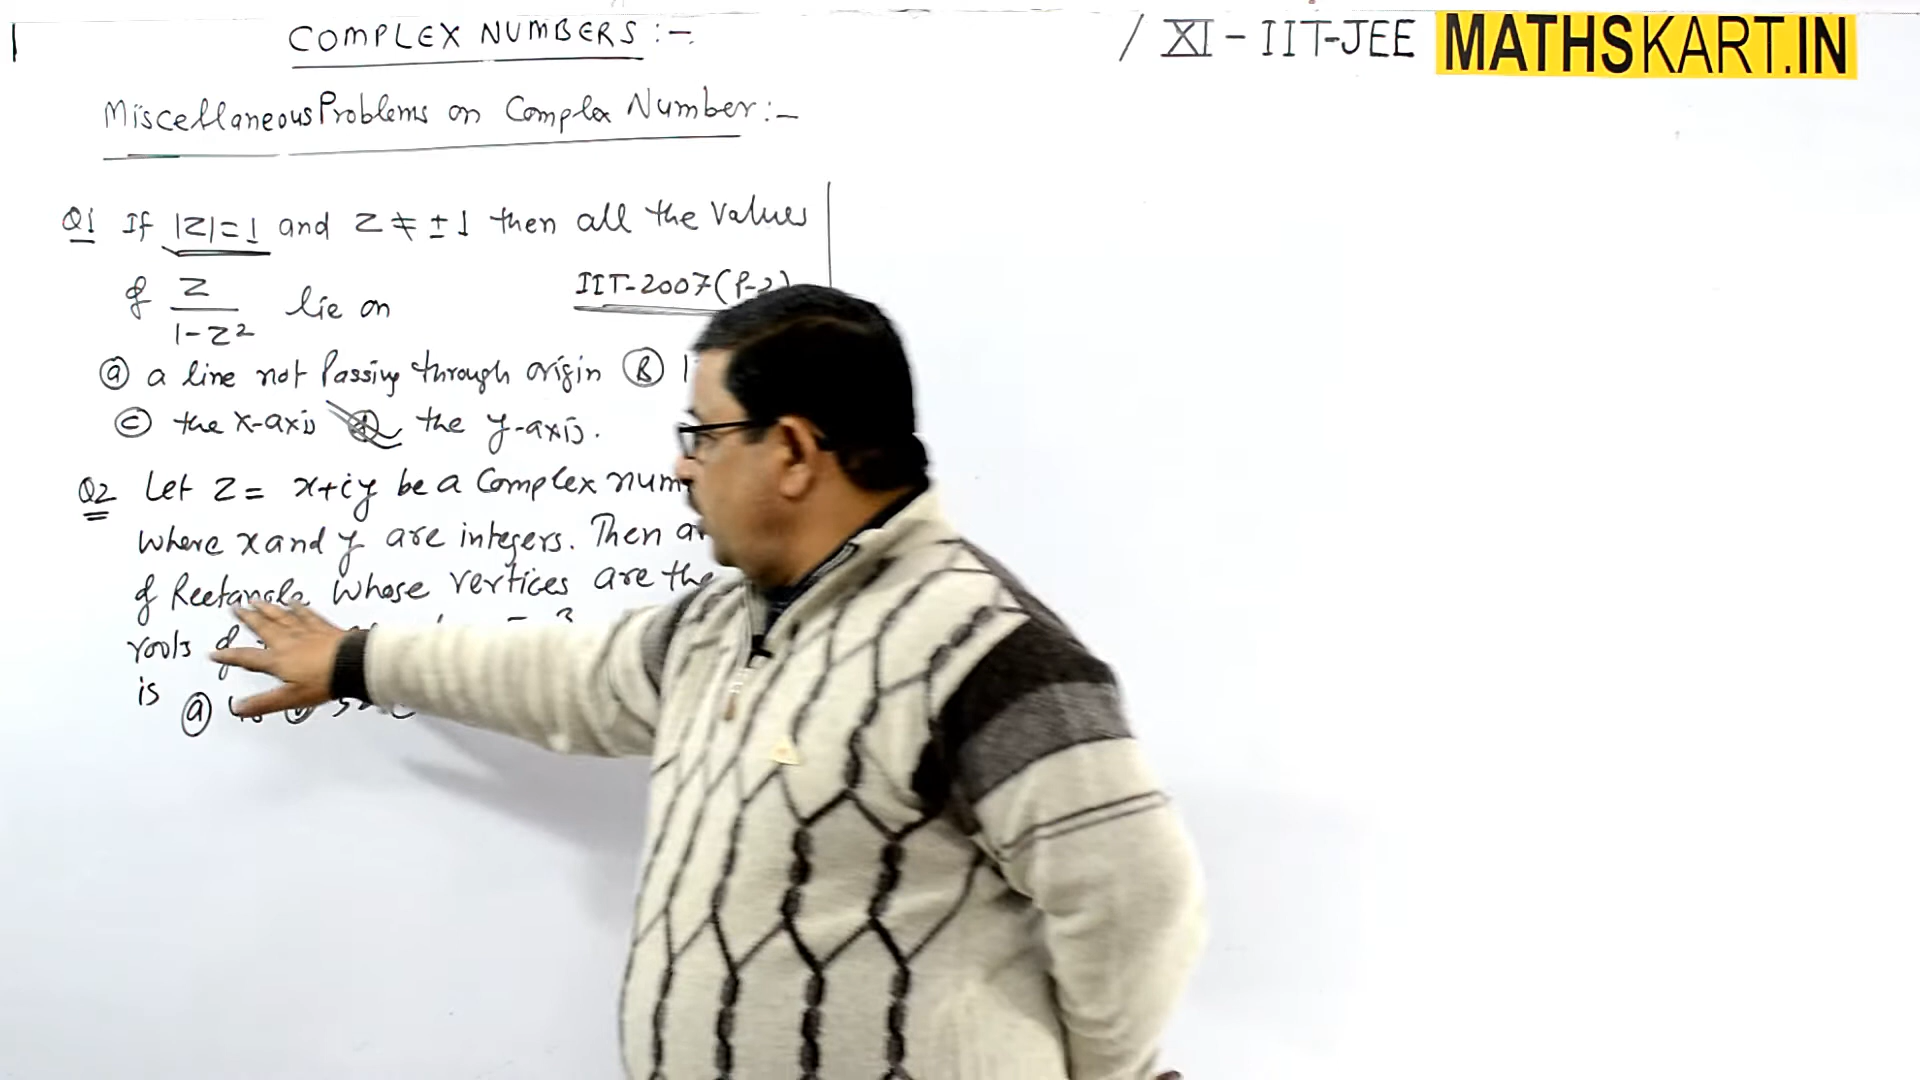 COMPLEX NUMBERS :-
/ XI - IIT-JEE MATHSKART.IN
Miscellaneous Problems on Complex Number :-
Q1 If |Z|=1 and Z ≠ ±1 then all the values
of Z/(1-Z²) lie on IIT-2007(P-2)
(a) a line not Passing through origin (B)
(C) the x-axis (d) the y-axis.
Q2 Let Z = x+iy be a Complex num
where x and y are integers. Then
of Rectangle whose vertices are the
roots of
is (a)